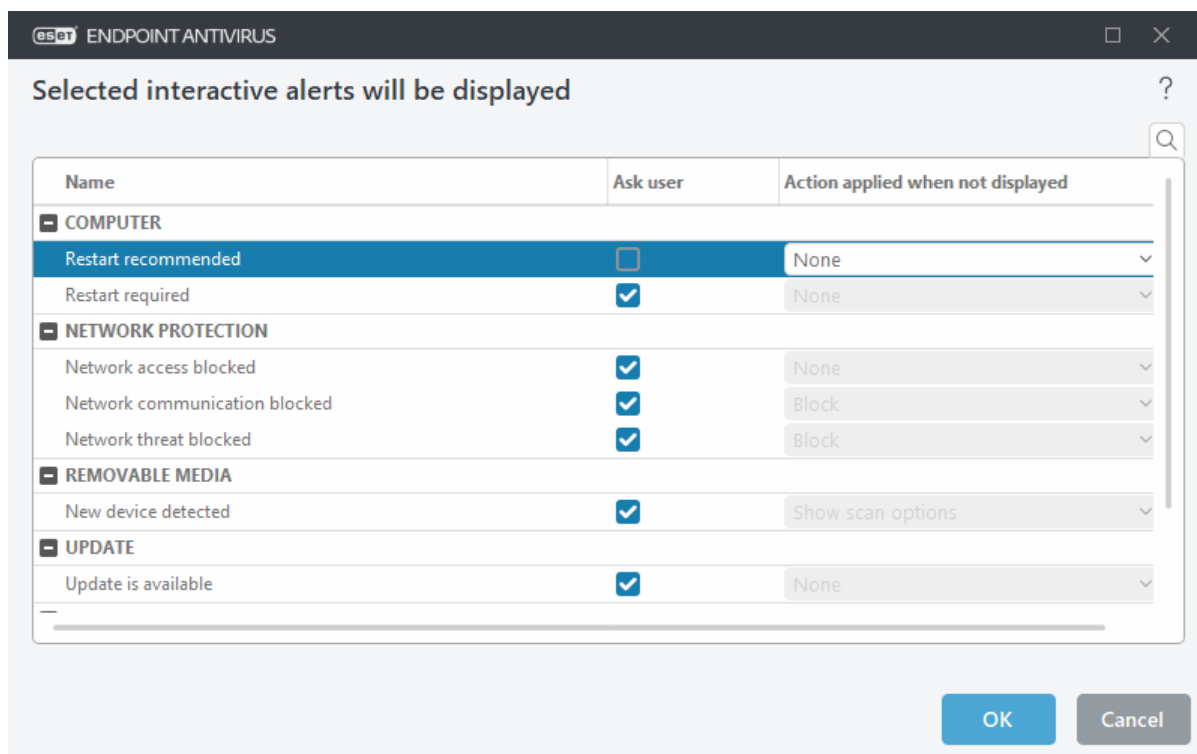 eset ENDPOINT ANTIVIRUS
Selected interactive alerts will be displayed
?
Name Ask user Action applied when not displayed
COMPUTER
Restart recommended None
Restart required None
NETWORK PROTECTION
Network access blocked None
Network communication blocked Block
Network threat blocked Block
REMOVABLE MEDIA
New device detected Show scan options
UPDATE
Update is available None
OK Cancel